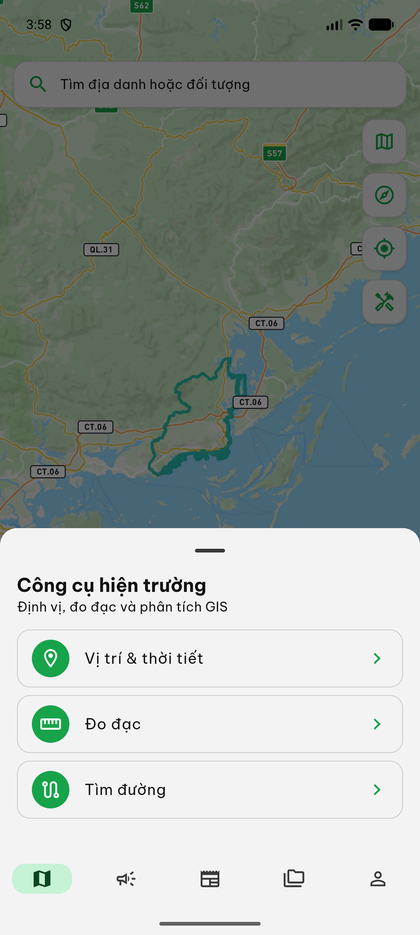 3:58
S62
Tìm địa danh hoặc đối tượng
S57
QL.31
CT.06
CT.06
CT.06
CT.06
Công cụ hiện trường
Định vị, đo đạc và phân tích GIS
Vị trí & thời tiết
Đo đạc
Tìm đường